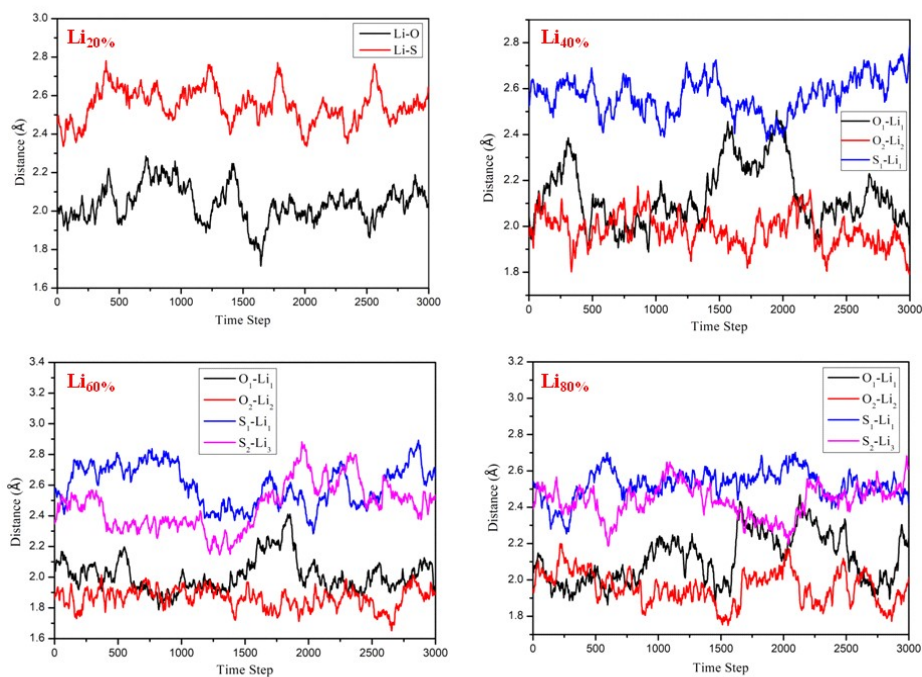 Li20%
Li-O
Li-S
3.0
2.8
2.6
2.4
2.2
2.0
1.8
1.6
Distance (Å)
0 500 1000 1500 2000 2500 3000
Time Step
Li40%
O1-Li1
O2-Li2
S1-Li1
2.8
2.6
2.4
2.2
2.0
1.8
Distance (Å)
0 500 1000 1500 2000 2500 3000
Time Step
Li60%
O1-Li1
O2-Li2
S1-Li1
S2-Li3
3.4
3.2
3.0
2.8
2.6
2.4
2.2
2.0
1.8
1.6
Distance (Å)
0 500 1000 1500 2000 2500 3000
Time Step
Li80%
O1-Li1
O2-Li2
S1-Li1
S2-Li3
3.2
3.0
2.8
2.6
2.4
2.2
2.0
1.8
Distance (Å)
0 500 1000 1500 2000 2500 3000
Time Step